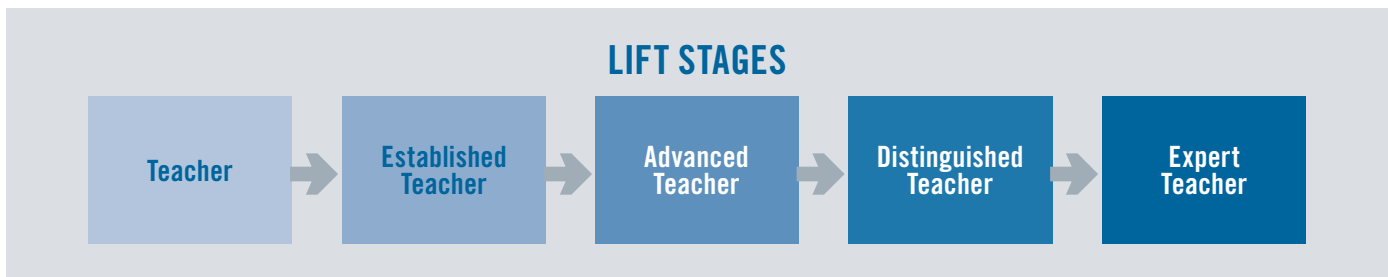 LIFT STAGES
Teacher
Established
Teacher
Advanced
Teacher
Distinguished
Teacher
Expert
Teacher